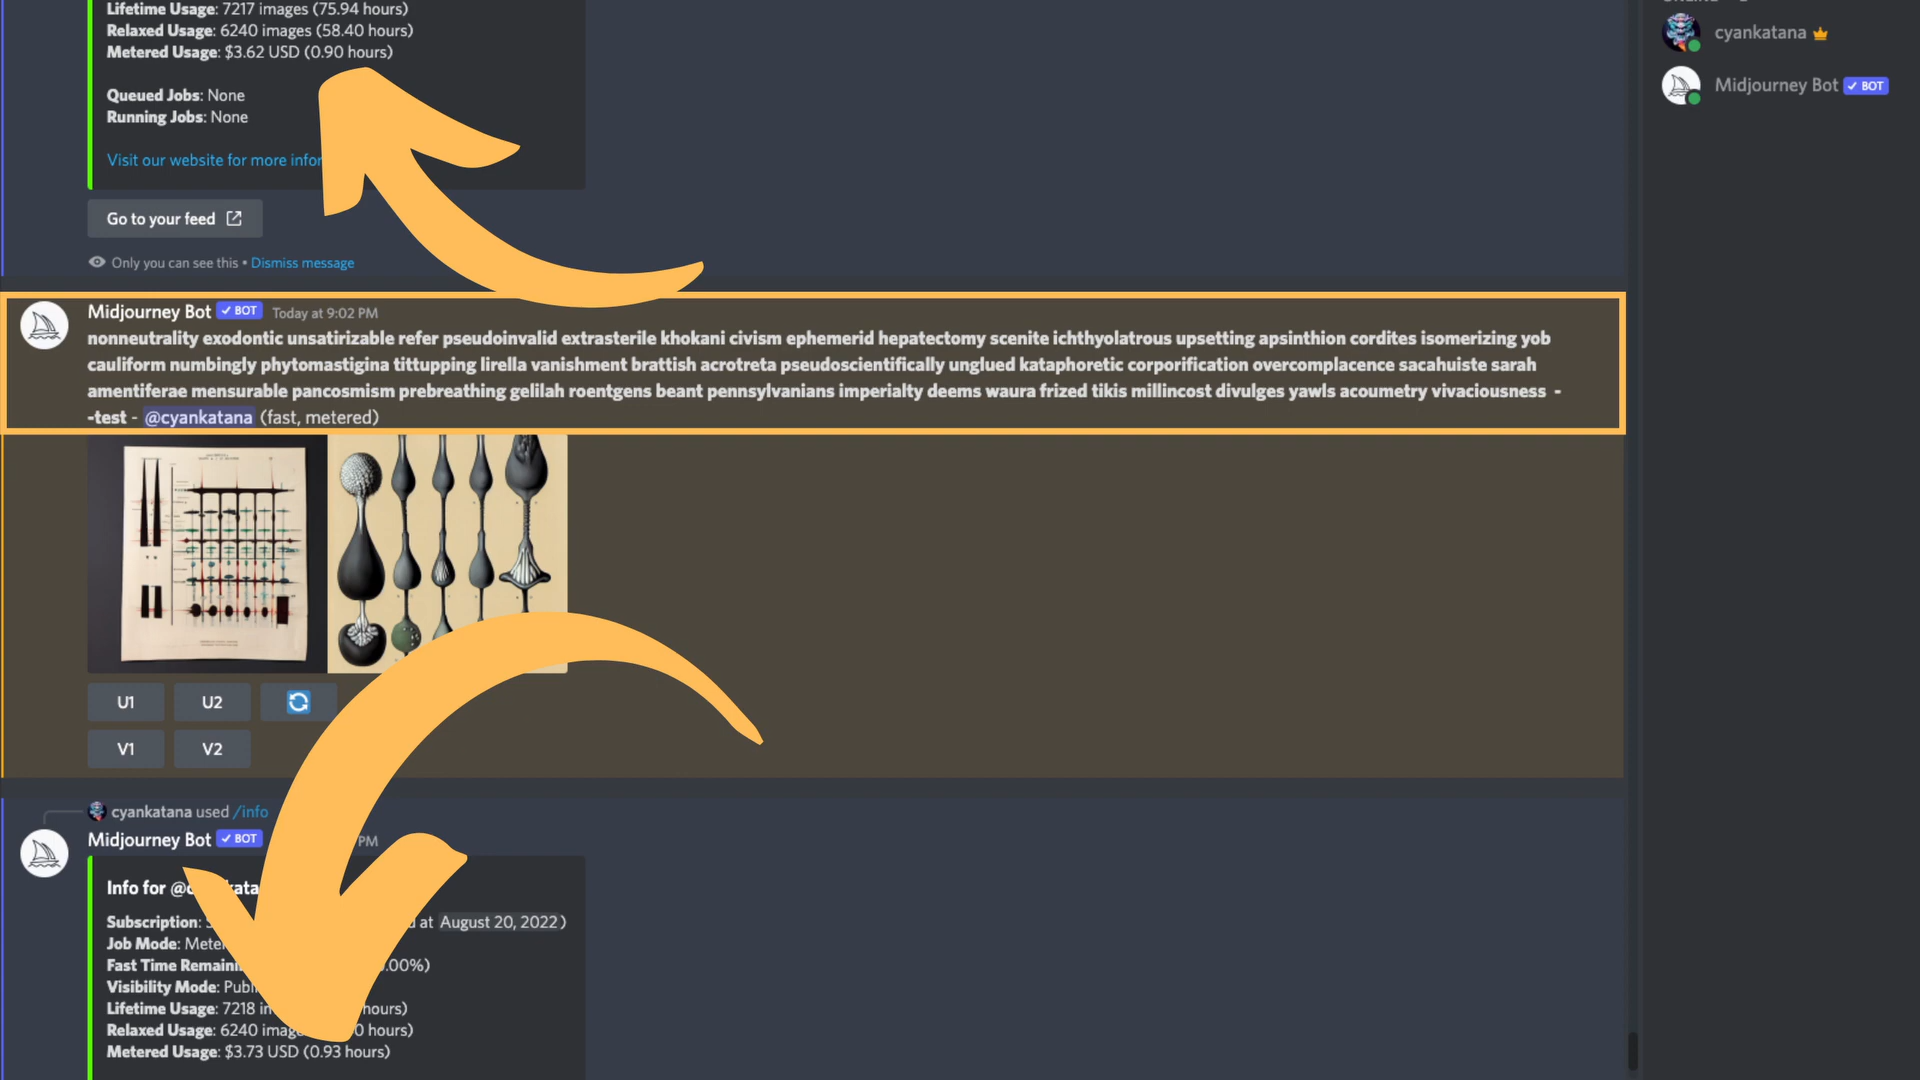 ONLINE - 2
Lifetime Usage: 7217 images (75.94 hours)
Relaxed Usage: 6240 images (58.40 hours)
Metered Usage: $3.62 USD (0.90 hours)
Queued Jobs: None
Running Jobs: None
Visit our website for more infor
Go to your feed
Only you can see this • Dismiss message
Midjourney Bot ✓ BOT Today at 9:02 PM
nonneutrality exodontic unsatirizable refer pseudoinvalid extrasterile khokani civism ephemerid hepatectomy scenite ichthyolatrous upsetting apsinthion cordites isomerizing yob
cauliform numbingly phytomastigina tittupping lirella vanishment brattish acrotreta pseudoscientifically unglued kataphoretic corporification overcomplacence sacahuiste sarah
amentiferae mensurable pancosmism prebreathing gelilah roentgens beant pennsylvanians imperialty deems waura frized tikis millincost divulges yawls acoumetry vivaciousness -
-test - @cyankatana (fast, metered)
U1 U2
V1 V2
cyankatana used /info
Midjourney Bot ✓ BOT PM
Info for @c kata
Subscription: at August 20, 2022)
Job Mode: Mete
Fast Time Remaini .00%)
Visibility Mode: Publ
Lifetime Usage: 7218 hours)
Relaxed Usage: 6240 imag 0 hours)
Metered Usage: $3.73 USD (0.93 hours)
cyankatana
Midjourney Bot ✓ BOT